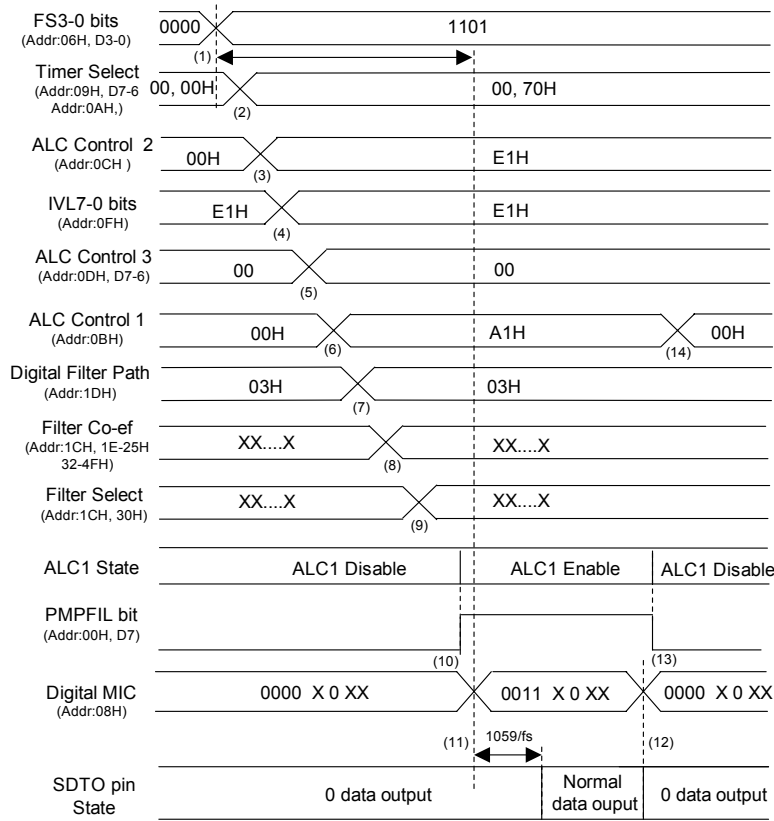 FS3-0 bits
(Addr:06H, D3-0)
0000
1101
(1)
Timer Select
(Addr:09H, D7-6
Addr:0AH,)
00, 00H
00, 70H
(2)
ALC Control 2
(Addr:0CH )
00H
E1H
(3)
IVL7-0 bits
(Addr:0FH)
E1H
E1H
(4)
ALC Control 3
(Addr:0DH, D7-6)
00
00
(5)
ALC Control 1
(Addr:0BH)
00H
A1H
00H
(6)
(14)
Digital Filter Path
(Addr:1DH)
03H
03H
(7)
Filter Co-ef
(Addr:1CH, 1E-25H
32-4FH)
XX....X
XX....X
(8)
Filter Select
(Addr:1CH, 30H)
XX....X
XX....X
(9)
ALC1 State
ALC1 Disable
ALC1 Enable
ALC1 Disable
PMPFIL bit
(Addr:00H, D7)
(10)
(13)
Digital MIC
(Addr:08H)
0000 X 0 XX
0011 X 0 XX
0000 X 0 XX
(11)
1059/fs
(12)
SDTO pin
State
0 data output
Normal
data ouput
0 data output